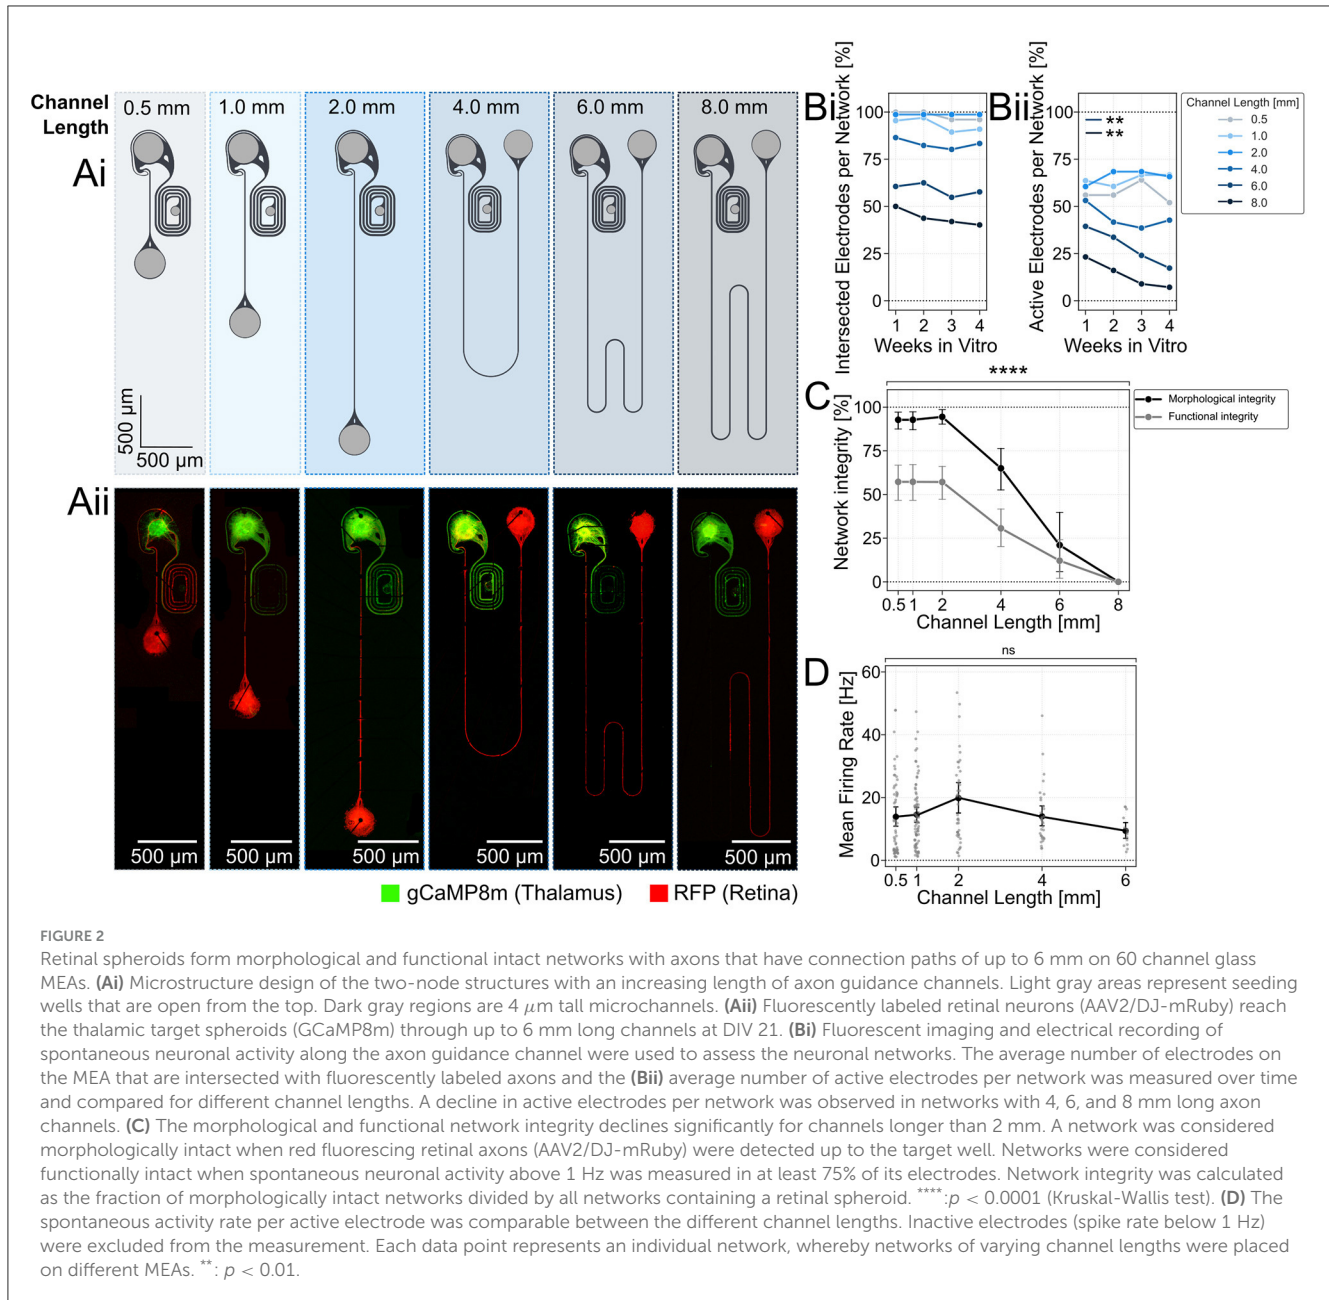 Channel
Length
0.5 mm
1.0 mm
2.0 mm
4.0 mm
6.0 mm
8.0 mm
Ai
500 µm
500 µm
Aii
500 µm
500 µm
500 µm
500 µm
500 µm
500 µm
gCaMP8m (Thalamus)
RFP (Retina)
Bi
Intersected Electrodes per Network [%]
100
75
50
25
0
1 2 3 4
Weeks in Vitro
Bii
Active Electrodes per Network [%]
100
75
50
25
0
**
**
1 2 3 4
Weeks in Vitro
Channel Length [mm]
0.5
1.0
2.0
4.0
6.0
8.0
C
****
Network integrity [%]
100
75
50
25
0
0.5 1 2 4 6 8
Channel Length [mm]
Morphological integrity
Functional integrity
D
ns
Mean Firing Rate [Hz]
60
40
20
0
0.5 1 2 4 6
Channel Length [mm]
FIGURE 2
Retinal spheroids form morphological and functional intact networks with axons that have connection paths of up to 6 mm on 60 channel glass
MEAs. (Ai) Microstructure design of the two-node structures with an increasing length of axon guidance channels. Light gray areas represent seeding
wells that are open from the top. Dark gray regions are 4 μm tall microchannels. (Aii) Fluorescently labeled retinal neurons (AAV2/DJ-mRuby) reach
the thalamic target spheroids (GCaMP8m) through up to 6 mm long channels at DIV 21. (Bi) Fluorescent imaging and electrical recording of
spontaneous neuronal activity along the axon guidance channel were used to assess the neuronal networks. The average number of electrodes on
the MEA that are intersected with fluorescently labeled axons and the (Bii) average number of active electrodes per network was measured over time
and compared for different channel lengths. A decline in active electrodes per network was observed in networks with 4, 6, and 8 mm long axon
channels. (C) The morphological and functional network integrity declines significantly for channels longer than 2 mm. A network was considered
morphologically intact when red fluorescing retinal axons (AAV2/DJ-mRuby) were detected up to the target well. Networks were considered
functionally intact when spontaneous neuronal activity above 1 Hz was measured in at least 75% of its electrodes. Network integrity was calculated
as the fraction of morphologically intact networks divided by all networks containing a retinal spheroid. ****: p < 0.0001 (Kruskal-Wallis test). (D) The
spontaneous activity rate per active electrode was comparable between the different channel lengths. Inactive electrodes (spike rate below 1 Hz)
were excluded from the measurement. Each data point represents an individual network, whereby networks of varying channel lengths were placed
on different MEAs. **: p < 0.01.